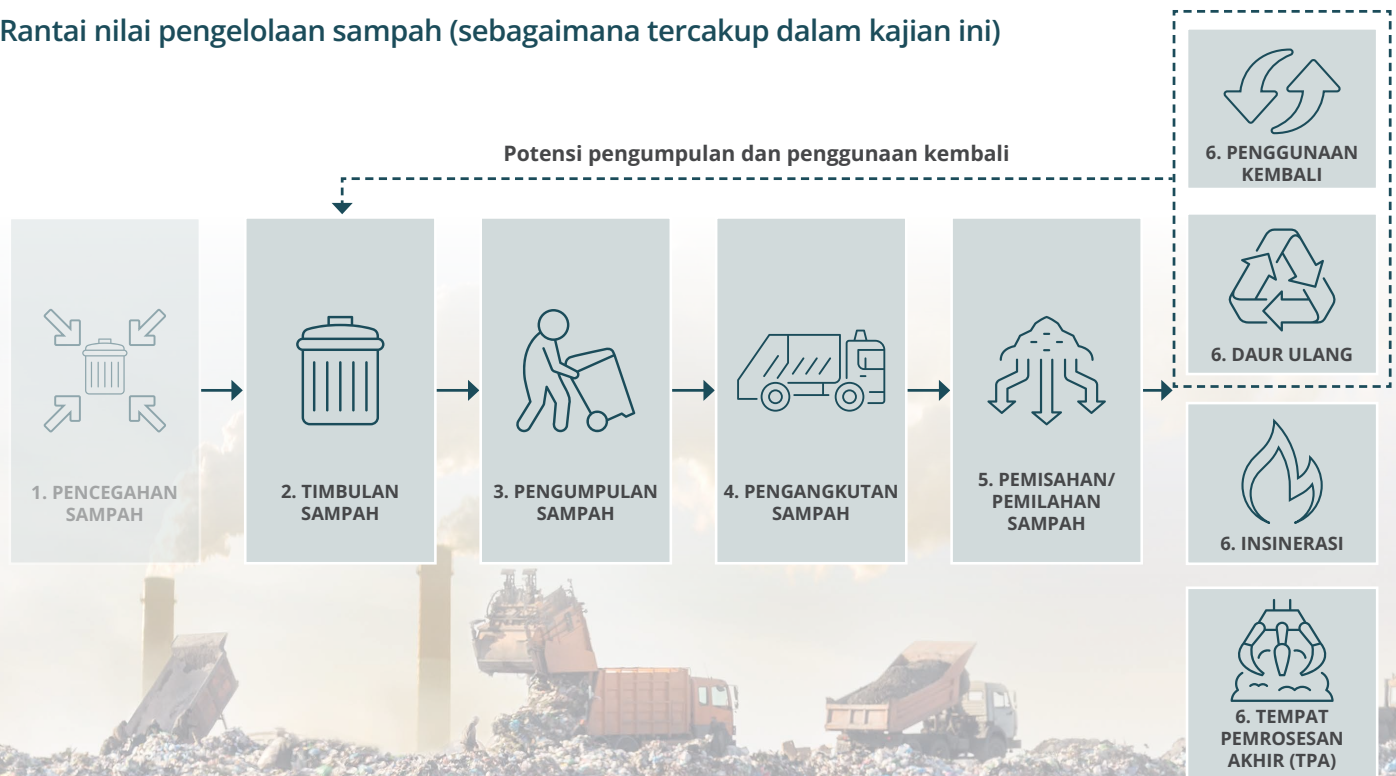 Rantai nilai pengelolaan sampah (sebagaimana tercakup dalam kajian ini)
Potensi pengumpulan dan penggunaan kembali
1. PENCEGAHAN
SAMPAH
2. TIMBULAN
SAMPAH
3. PENGUMPULAN
SAMPAH
4. PENGANGKUTAN
SAMPAH
5. PEMISAHAN/
PEMILAHAN
SAMPAH
6. PENGGUNAAN
KEMBALI
6. DAUR ULANG
6. INSINERASI
6. TEMPAT
PEMROSESAN
AKHIR (TPA)